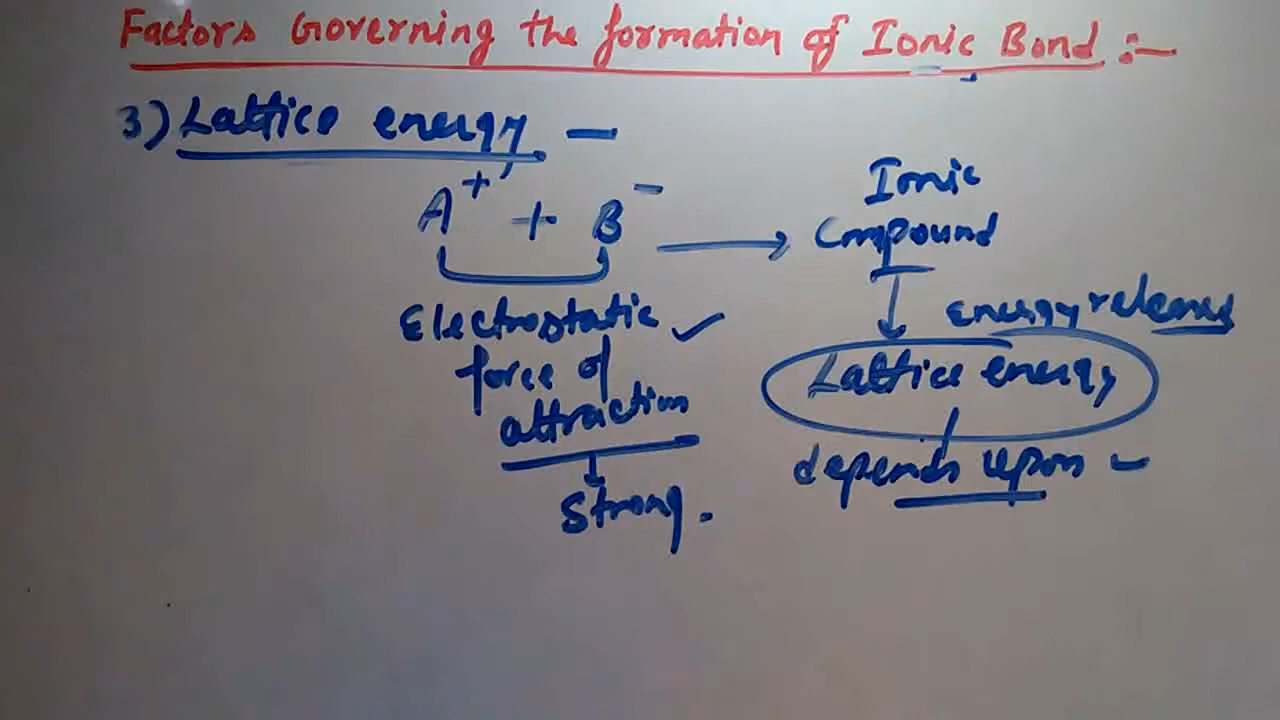 Factors Governing the formation of Ionic Bond :-
3) Lattice energy -
A⁺ + B⁻ → Ionic Compound
Electrostatic ✓
force of
attraction
↓
Strong.
↓ energy released
Lattice energy
depends upon -